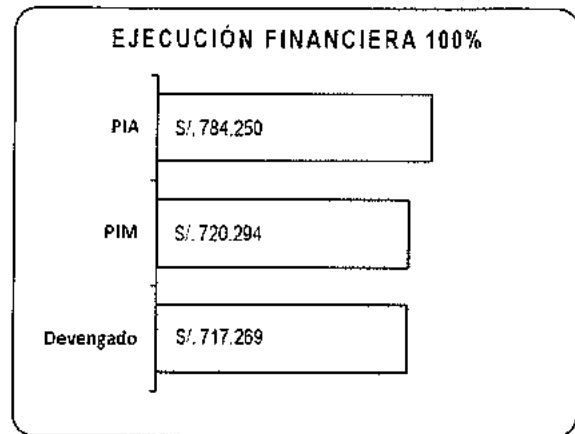 EJECUCIÓN FINANCIERA 100%
PIA S/. 784.250
PIM S/. 720.294
Devengado S/. 717.269